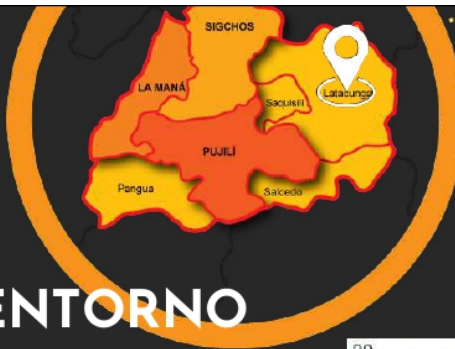 SIGCHOS
LA MANÁ
Latacunga
Saquisilí
PUJILÍ
Pangua
Salcedo
ENTORNO